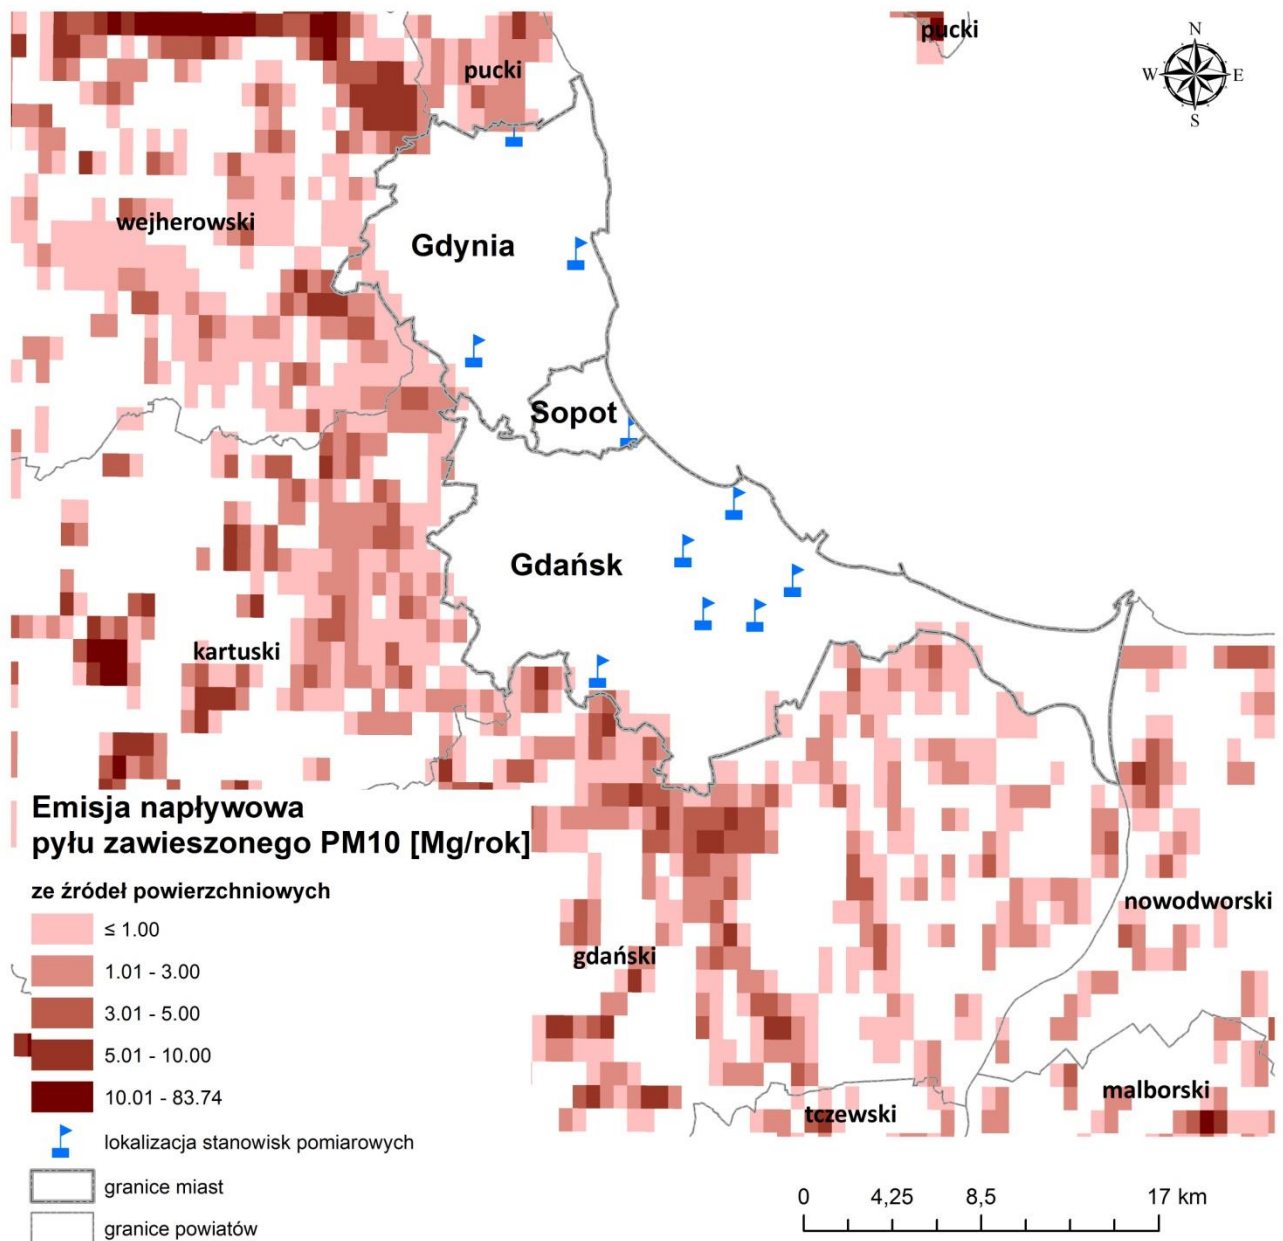 pucki
pucki
N
W
E
S
wejherowski
Gdynia
Sopot
Gdańsk
kartuski
Emisja napływowa
pyłu zawieszonego PM10 [Mg/rok]
ze źródeł powierzchniowych
≤ 1.00
1.01 - 3.00
3.01 - 5.00
5.01 - 10.00
10.01 - 83.74
lokalizacja stanowisk pomiarowych
granice miast
granice powiatów
nowodworski
gdański
malborski
tczewski
0 4,25 8,5 17 km